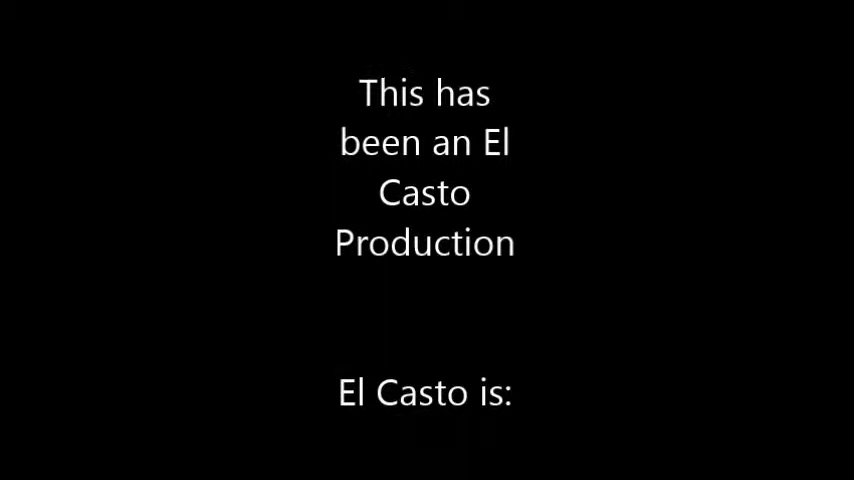 This has
been an El
Casto
Production
El Casto is: